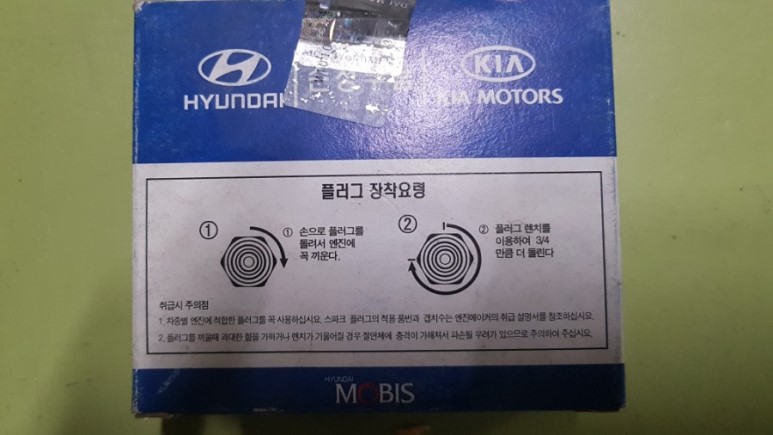 HYUNDAI
KIA
KIA MOTORS
플러그 장착요령
① ① 손으로 플러그를
돌려서 엔진에
꼭 끼운다.
② ② 플러그 렌치를
이용하여 3/4
만큼 더 돌린다
취급시 주의점
1. 차종별 엔진에 적합한 플러그를 꼭 사용하십시요. 스파크 플러그의 적용 품번과 갭치수는 엔진메이커의 취급 설명서를 참조하십시요.
2. 플러그를 끼울때 과대한 힘을 가하거나 렌치가 기울어질 경우 절연체에 충격이 가해져서 파손될 우려가 있으므로 주의하여 주십시요.
HYUNDAI
MOBIS